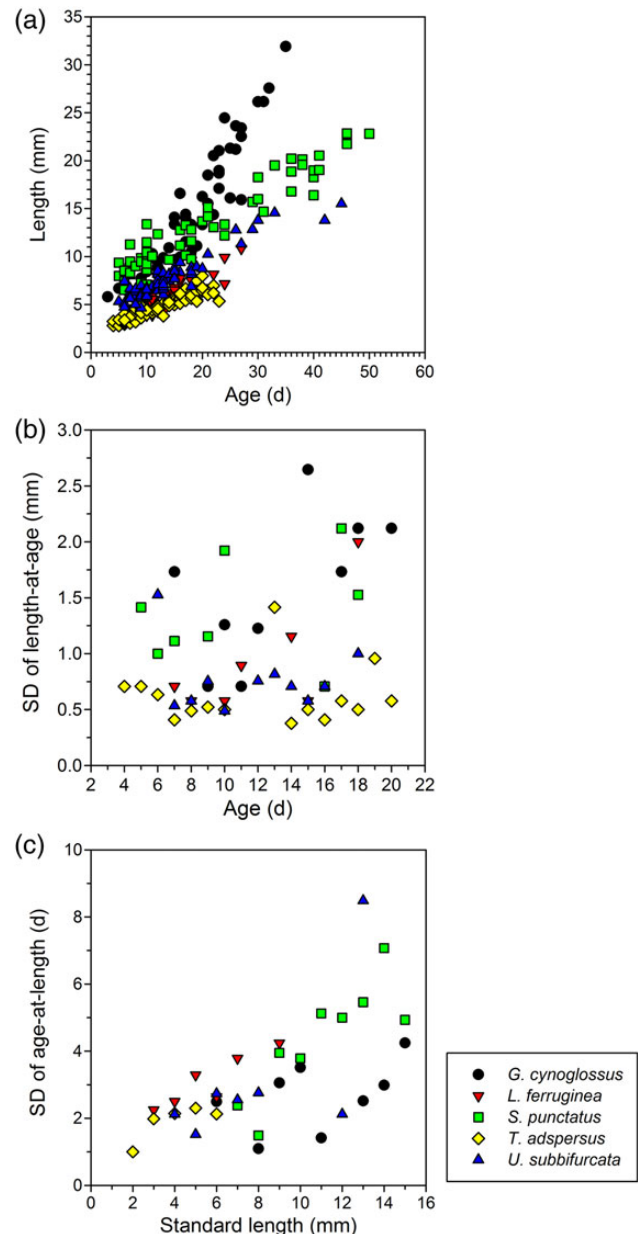 (a)
35
30
25
20
15
10
5
0
Length (mm)
0 10 20 30 40 50 60
Age (d)
(b)
3.0
2.5
2.0
1.5
1.0
0.5
0.0
SD of length-at-age (mm)
2 4 6 8 10 12 14 16 18 20 22
Age (d)
(c)
10
8
6
4
2
0
SD of age-at-length (d)
0 2 4 6 8 10 12 14 16
Standard length (mm)
G. cynoglossus
L. ferruginea
S. punctatus
T. adspersus
U. subbifurcata